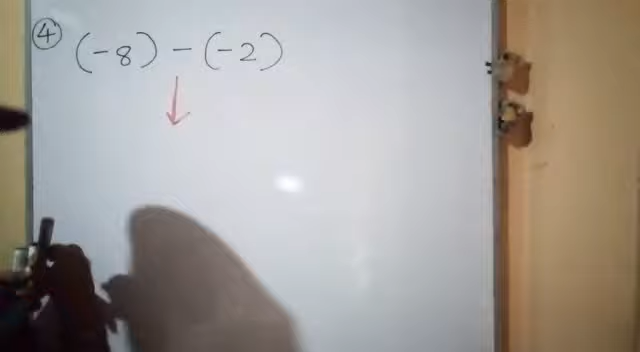 ④ (-8) - (-2)